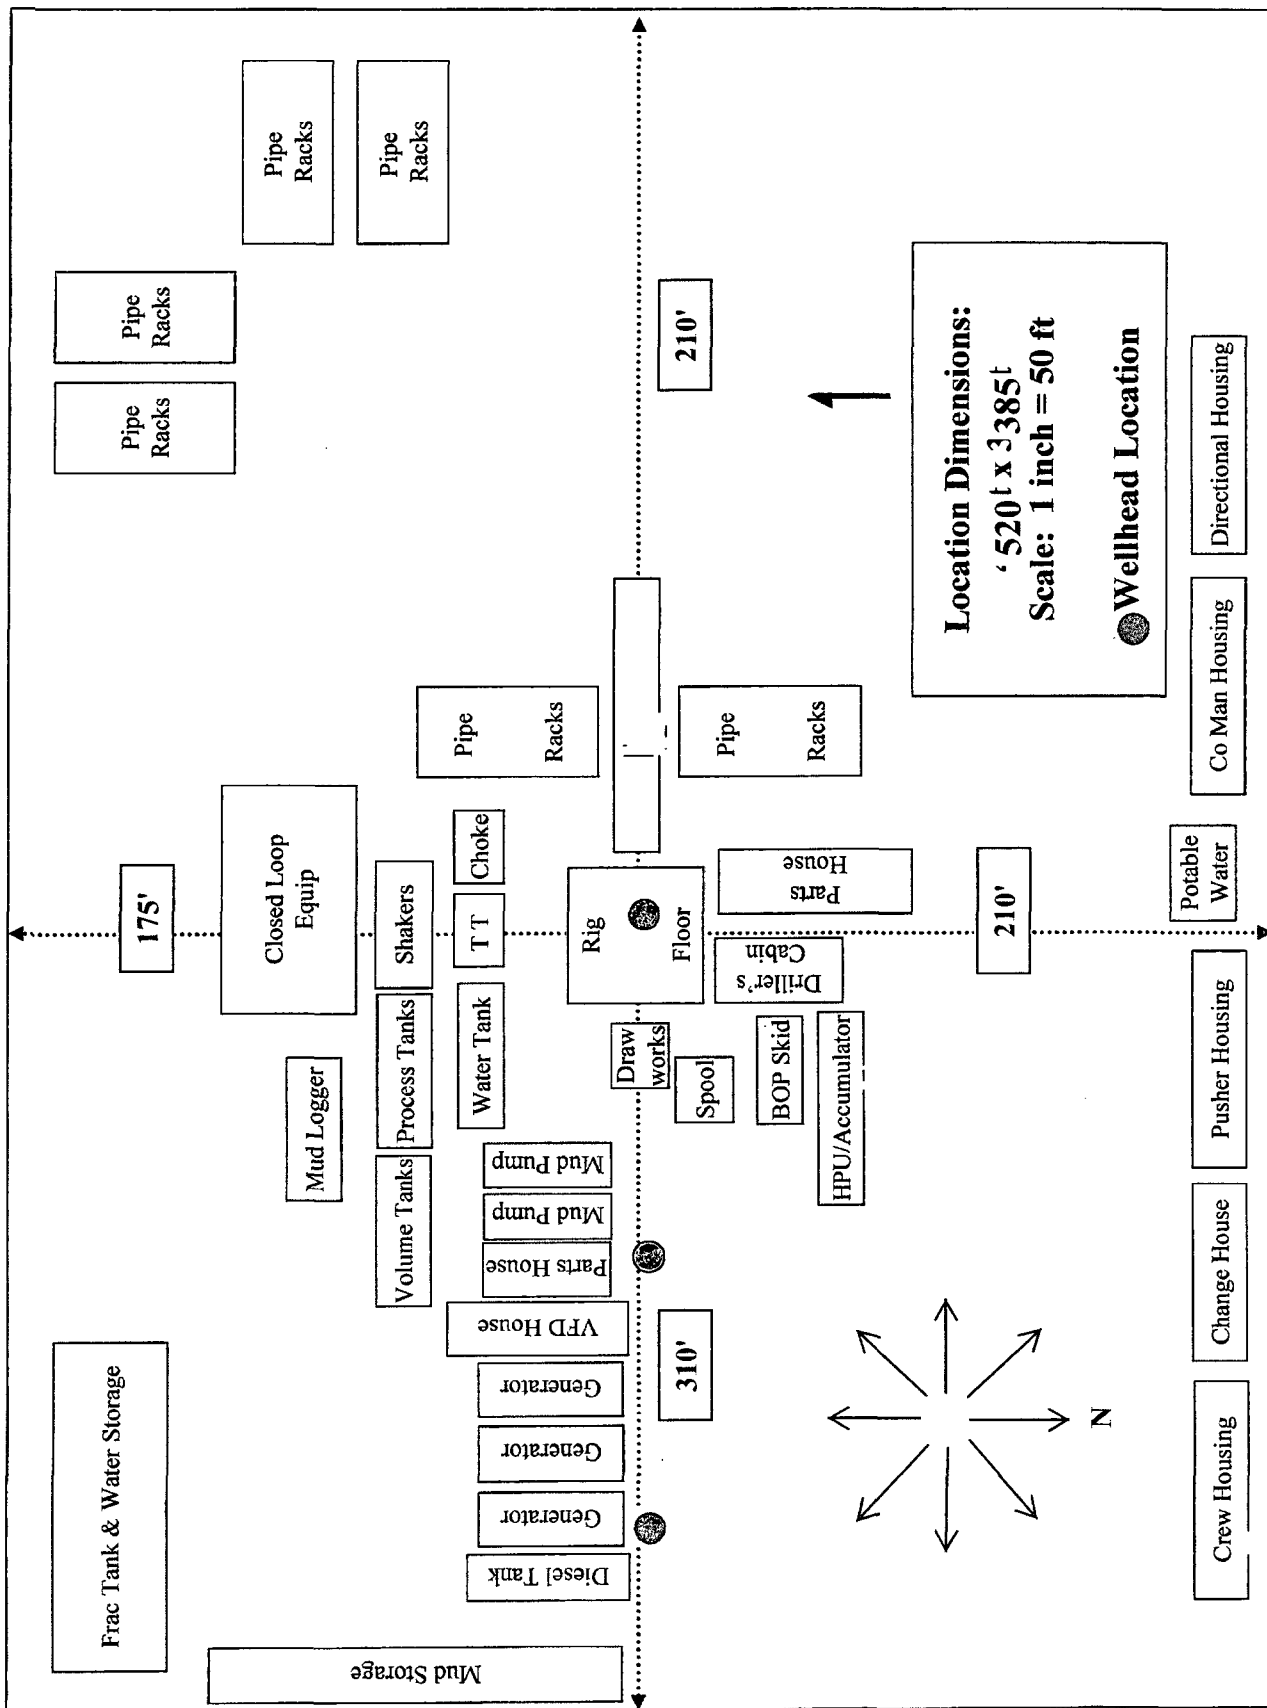 Frac Tank & Water Storage
Pipe
Racks
Pipe
Racks
Pipe
Racks
Pipe
Racks
175'
Closed Loop
Equip
Mud Logger
Volume Tanks
Process Tanks
Shakers
Water Tank
T T
Choke
Pipe
Racks
Mud Storage
Diesel Tank
Generator
Generator
Generator
VFD House
Parts House
Mud Pump
Mud Pump
Draw
works
Rig
Floor
310'
210'
Spool
BOP Skid
HPU/Accumulator
Driller's
Cabin
Parts
House
Pipe
Racks
210'
N
Location Dimensions:
‘ 520t x 3385t
Scale: 1 inch = 50 ft
Wellhead Location
Crew Housing
Change House
Pusher Housing
Potable
Water
Co Man Housing
Directional Housing